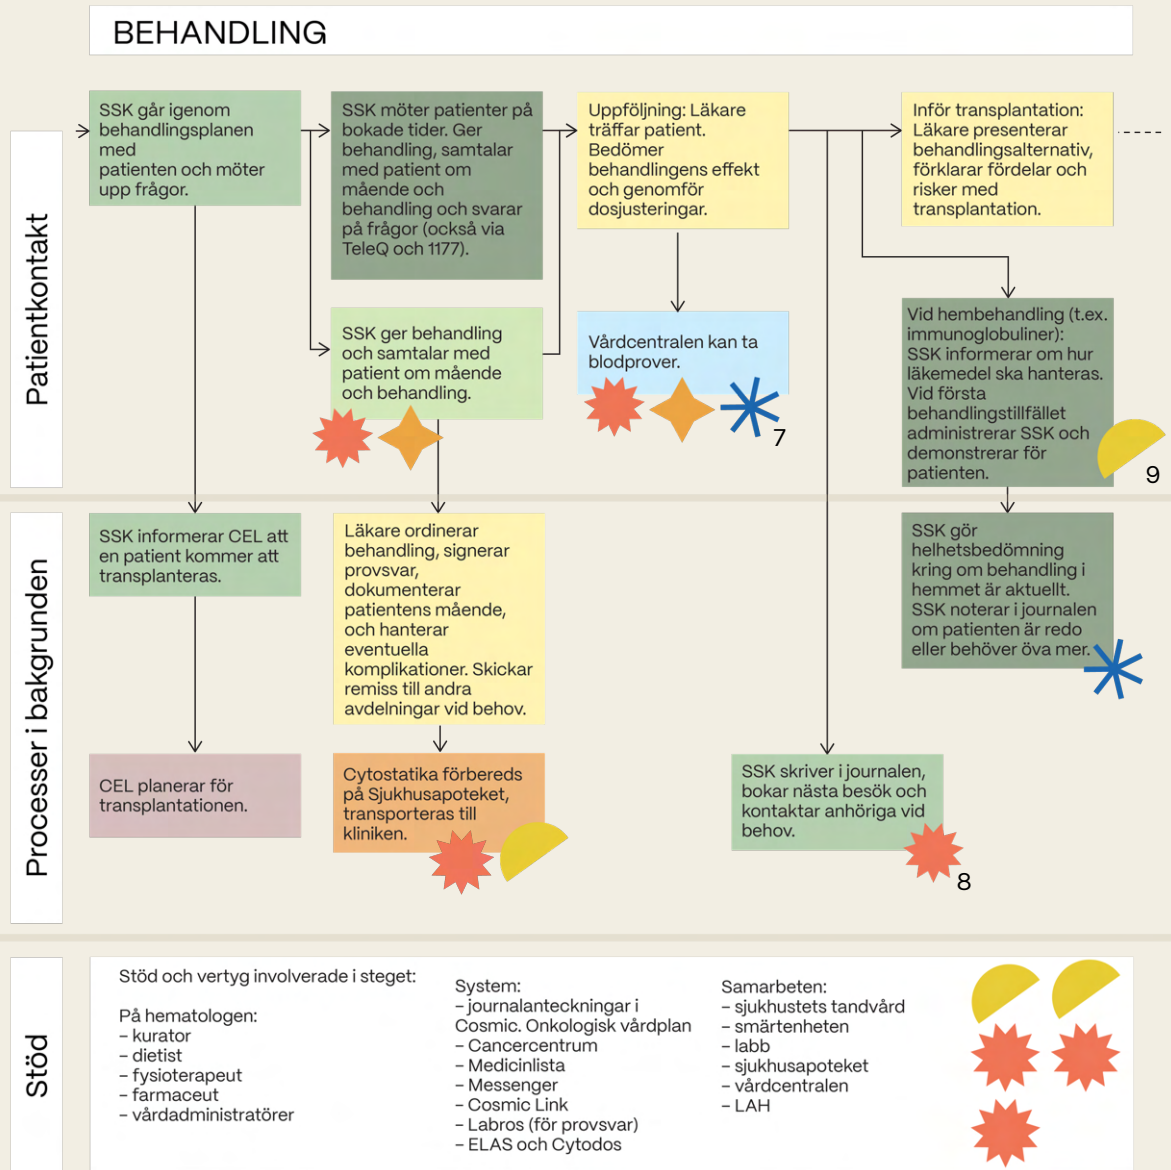 BEHANDLING
Patientkontakt
SSK går igenom
behandlingsplanen
med
patienten och möter
upp frågor.
SSK möter patienter på
bokade tider. Ger
behandling, samtalar
med patient om
mående och
behandling och svarar
på frågor (också via
TeleQ och 1177).
Uppföljning: Läkare
träffar patient.
Bedömer
behandlingens effekt
och genomför
dosjusteringar.
Inför transplantation:
Läkare presenterar
behandlingsalternativ,
förklarar fördelar och
risker med
transplantation.
SSK ger behandling
och samtalar med
patient om mående
och behandling.
Vårdcentralen kan ta
blodprover.
7
Vid hembehandling (t.ex.
immunoglobuliner):
SSK informerar om hur
läkemedel ska hanteras.
Vid första
behandlingstillfället
administrerar SSK och
demonstrerar för
patienten.
9
Processer i bakgrunden
SSK informerar CEL att
en patient kommer att
transplanteras.
Läkare ordinerar
behandling, signerar
provsvar,
dokumenterar
patientens mående,
och hanterar
eventuella
komplikationer. Skickar
remiss till andra
avdelningar vid behov.
SSK gör
helhetsbedömning
kring om behandling i
hemmet är aktuellt.
SSK noterar i journalen
om patienten är redo
eller behöver öva mer.
CEL planerar för
transplantationen.
Cytostatika förbereds
på Sjukhusapoteket,
transporteras till
kliniken.
SSK skriver i journalen,
bokar nästa besök och
kontaktar anhöriga vid
behov.
8
Stöd
Stöd och vertyg involverade i steget:
På hematologen:
– kurator
– dietist
– fysioterapeut
– farmaceut
– vårdadministratörer
System:
– journalanteckningar i
Cosmic. Onkologisk vårdplan
– Cancercentrum
– Medicinlista
– Messenger
– Cosmic Link
– Labros (för provsvar)
– ELAS och Cytodos
Samarbeten:
– sjukhustets tandvård
– smärtenheten
– labb
– sjukhusapoteket
– vårdcentralen
– LAH